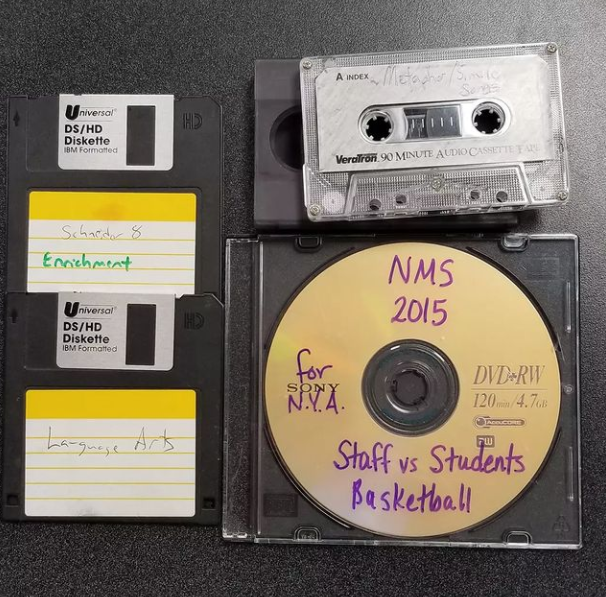 Universal®
HD
DS/HD
Diskette
IBM Formatted
Schneider 8
Enrichment
Universal®
HD
DS/HD
Diskette
IBM Formatted
Language Arts
A INDEX
Metaphor/Simile
VeraTron 90 MINUTE AUDIO CASSETTE TAPE
NMS
2015
for
SONY
N.Y.A.
DVD+RW
120min/4.7GB
AccuCORE
RW
Staff vs Students
Basketball